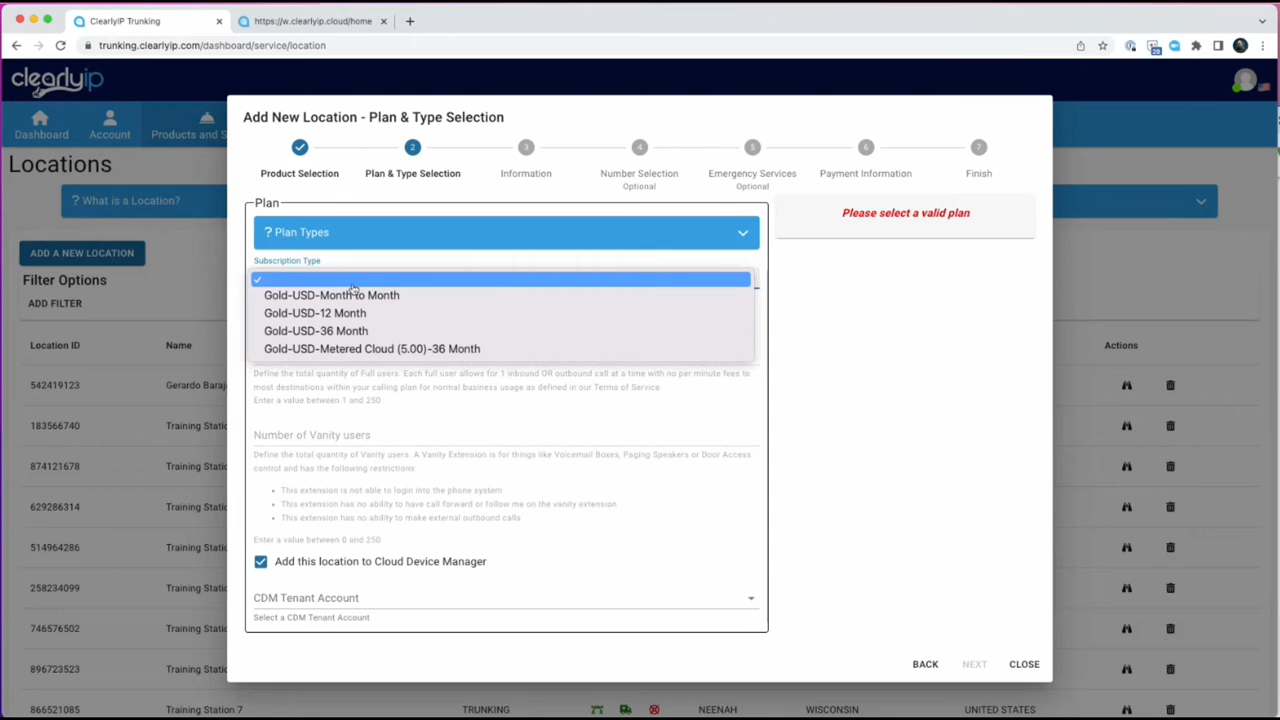 ClearlyIP Trunking
https://w.clearlyip.cloud/home
trunking.clearlyip.com/dashboard/service/location
clearlyip
Dashboard
Account
Products and S
Locations
? What is a Location?
ADD A NEW LOCATION
Filter Options
ADD FILTER
Location ID Name Actions
542419123 Gerardo Baraj
183566740 Training Static
874121678 Training Static
629286314 Training Static
514964286 Training Static
258234099 Training Static
746576502 Training Static
896723523 Training Static
866521085 Training Station 7 TRUNKING NEENAH WISCONSIN UNITED STATES
Add New Location - Plan & Type Selection
2 3 4 5 6 7
Product Selection Plan & Type Selection Information Number Selection Emergency Services Payment Information Finish
Optional Optional
Plan
? Plan Types
Please select a valid plan
Subscription Type
Gold-USD-Month to Month
Gold-USD-12 Month
Gold-USD-36 Month
Gold-USD-Metered Cloud (5.00)-36 Month
Define the total quantity of Full users. Each full user allows for 1 inbound OR outbound call at a time with no per minute fees to
most destinations within your calling plan for normal business usage as defined in our Terms of Service.
Enter a value between 1 and 250
Number of Vanity users
Define the total quantity of Vanity users. A Vanity Extension is for things like Voicemail Boxes, Paging Speakers or Door Access
control and has the following restrictions:
• This extension is not able to login into the phone system
• This extension has no ability to have call forward or follow me on the vanity extension
• This extension has no ability to make external outbound calls
Enter a value between 0 and 250
Add this location to Cloud Device Manager
CDM Tenant Account
Select a CDM Tenant Account
BACK NEXT CLOSE